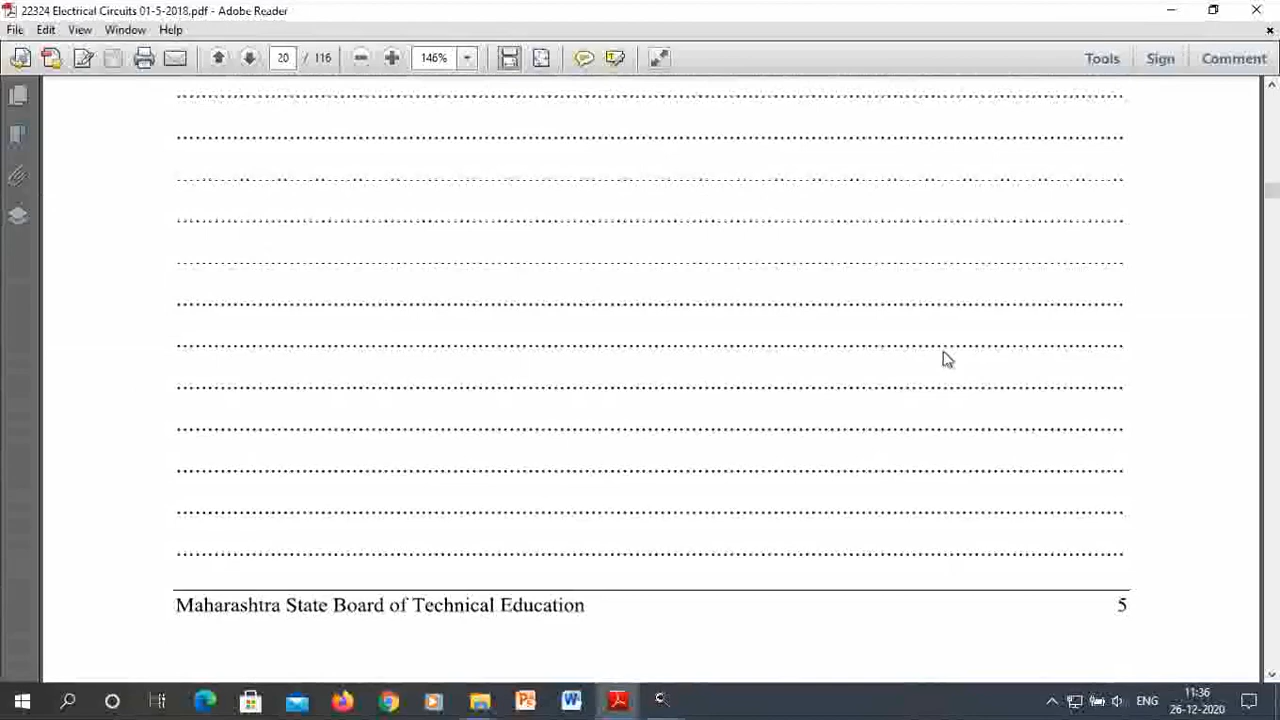 22324 Electrical Circuits 01-5-2018.pdf - Adobe Reader
File Edit View Window Help
20 / 116 146% Tools Sign Comment
Maharashtra State Board of Technical Education 5
ENG 11:36
26-12-2020